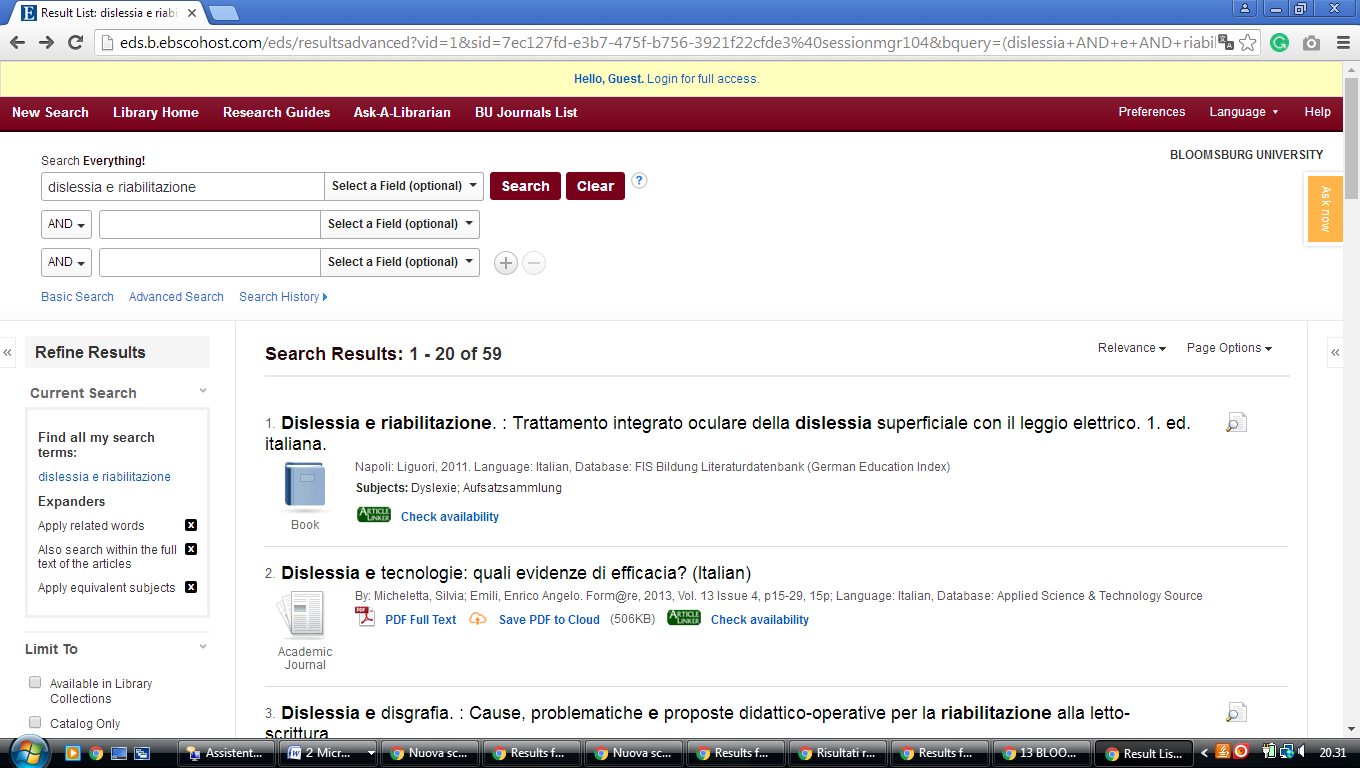 Result List: dislessia e riabi
eds.b.ebscohost.com/eds/resultsadvanced?vid=1&sid=7ec127fd-e3b7-475f-b756-3921f22cfde3%40sessionmgr104&bquery=(dislessia+AND+e+AND+riabil
Hello, Guest. Login for full access.
New Search Library Home Research Guides Ask-A-Librarian BU Journals List Preferences Language Help
BLOOMSBURG UNIVERSITY
Search Everything!
dislessia e riabilitazione Select a Field (optional) Search Clear ?
Ask now
AND Select a Field (optional)
AND Select a Field (optional)
Basic Search Advanced Search Search History
Refine Results
Current Search
Find all my search
terms:
dislessia e riabilitazione
Expanders
Apply related words
Also search within the full
text of the articles
Apply equivalent subjects
Limit To
Available in Library
Collections
Catalog Only
Search Results: 1 - 20 of 59
Relevance Page Options
1. Dislessia e riabilitazione. : Trattamento integrato oculare della dislessia superficiale con il leggio elettrico. 1. ed.
italiana.
Napoli: Liguori, 2011. Language: Italian, Database: FIS Bildung Literaturdatenbank (German Education Index)
Subjects: Dyslexie; Aufsatzsammlung
Book
ARTICLE LINKER Check availability
2. Dislessia e tecnologie: quali evidenze di efficacia? (Italian)
By: Micheletta, Silvia; Emili, Enrico Angelo. Form@re, 2013, Vol. 13 Issue 4, p15-29, 15p; Language: Italian, Database: Applied Science & Technology Source
PDF Full Text Save PDF to Cloud (506KB) ARTICLE LINKER Check availability
Academic
Journal
3. Dislessia e disgrafia. : Cause, problematiche e proposte didattico-operative per la riabilitazione alla letto-
scrittura.
Assistent... 2 Micr... Nuova sc... Results f... Nuova sc... Results f... Risultati r... Results f... 13 BLOO... Result Lis... 20.31